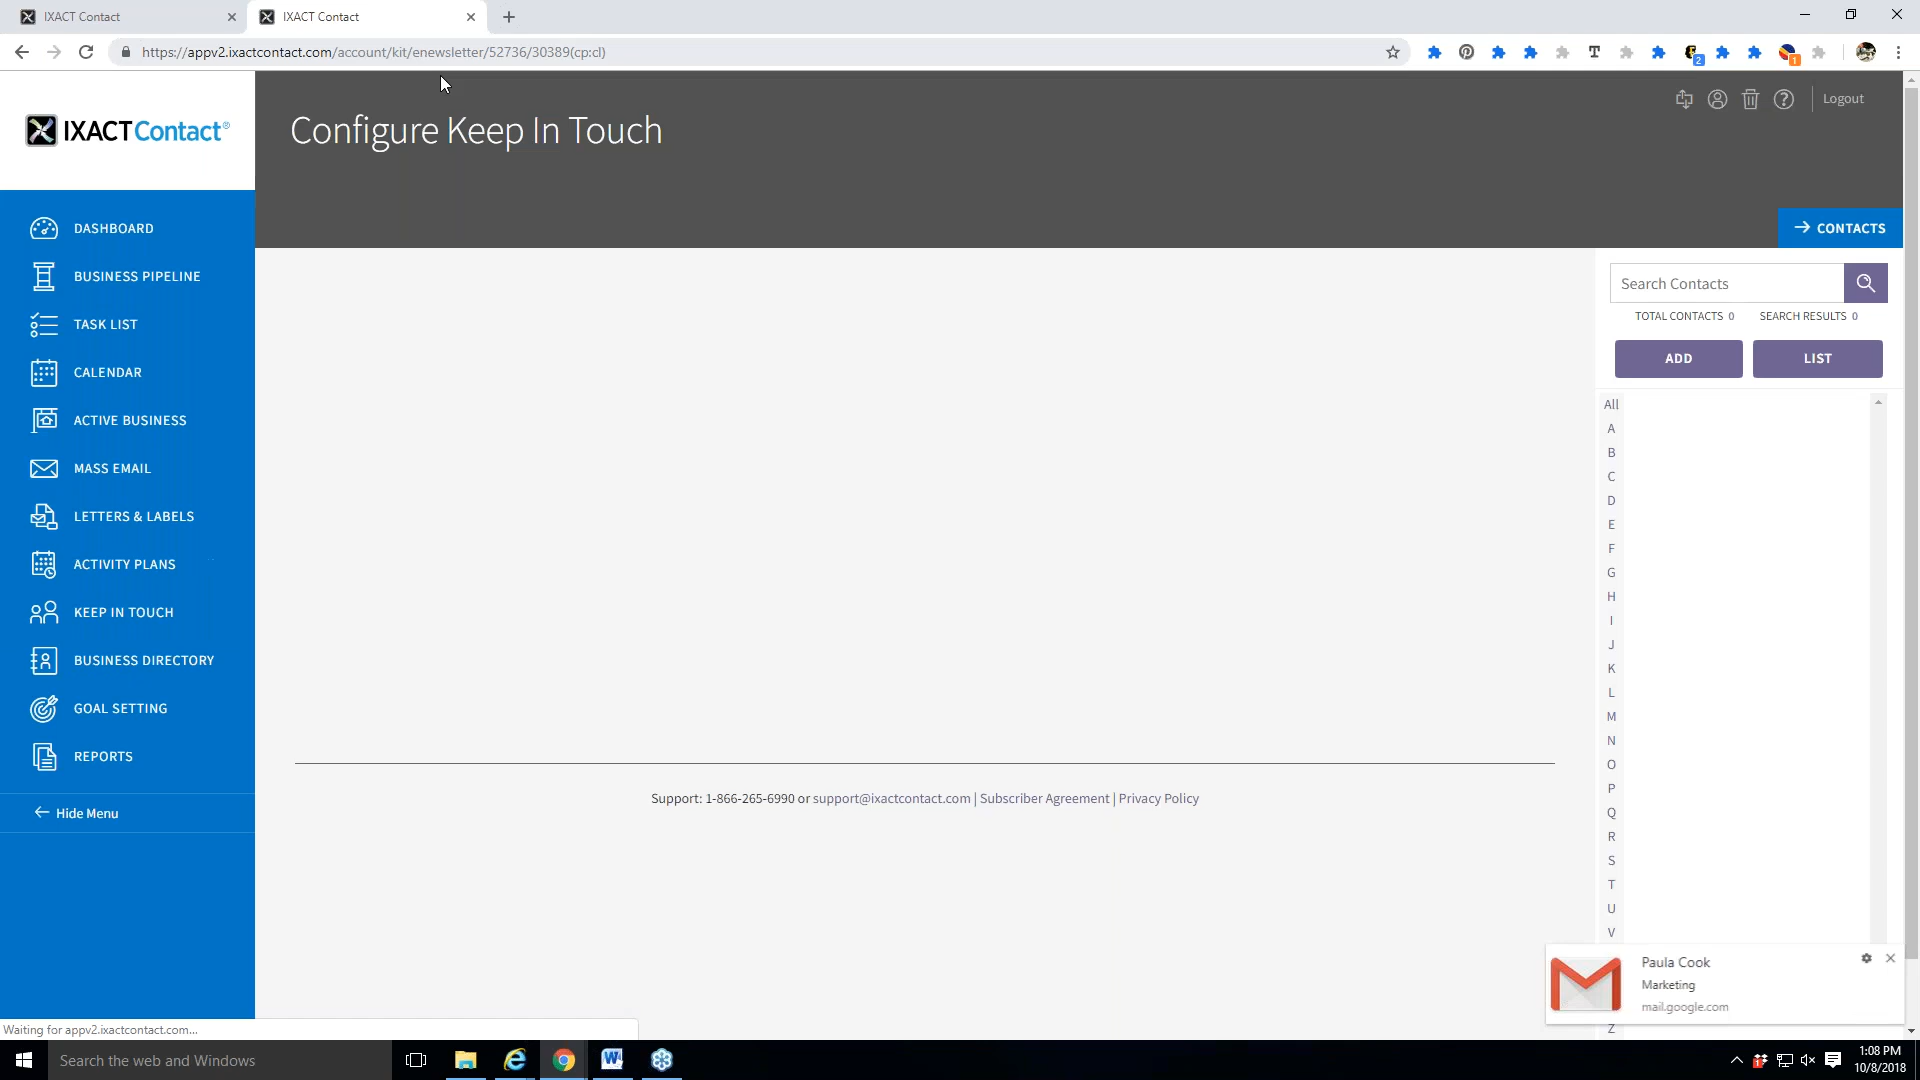 IXACT Contact
IXACT Contact
https://appv2.ixactcontact.com/account/kit/enewsletter/52736/30389(cp:cl)
2
1
IXACTContact®
Configure Keep In Touch
Logout
CONTACTS
DASHBOARD
BUSINESS PIPELINE
TASK LIST
CALENDAR
ACTIVE BUSINESS
MASS EMAIL
LETTERS & LABELS
ACTIVITY PLANS
KEEP IN TOUCH
BUSINESS DIRECTORY
GOAL SETTING
REPORTS
Hide Menu
Search Contacts
TOTAL CONTACTS 0 SEARCH RESULTS 0
ADD LIST
All
A
B
C
D
E
F
G
H
I
J
K
L
M
N
O
P
Q
R
S
T
U
V
Z
Support: 1-866-265-6990 or support@ixactcontact.com | Subscriber Agreement | Privacy Policy
Paula Cook
Marketing
mail.google.com
Waiting for appv2.ixactcontact.com...
Search the web and Windows
1:08 PM
10/8/2018